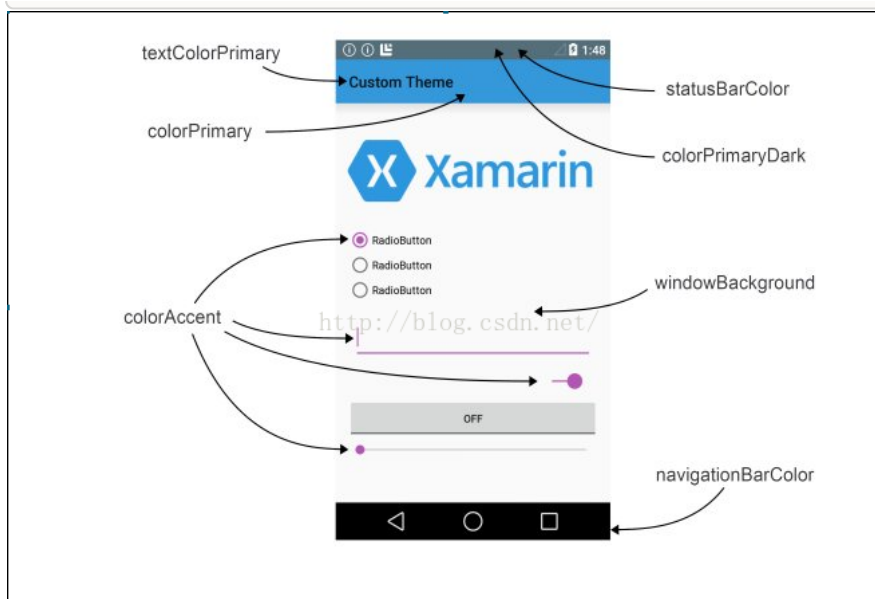 textColorPrimary
1:48
Custom Theme
statusBarColor
colorPrimary
colorPrimaryDark
X Xamarin
RadioButton
RadioButton
RadioButton
windowBackground
colorAccent
http://blog.csdn.net/
OFF
navigationBarColor